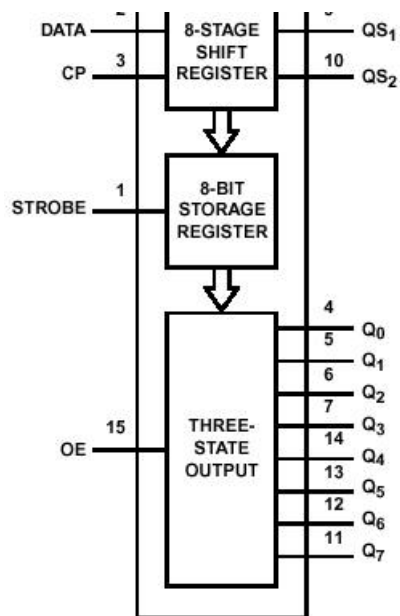 2
DATA
8-STAGE
SHIFT
REGISTER
QS1
3
CP
10
QS2
1
STROBE
8-BIT
STORAGE
REGISTER
4
Q0
5
Q1
6
Q2
7
Q3
15
OE
THREE-
STATE
OUTPUT
14
Q4
13
Q5
12
Q6
11
Q7